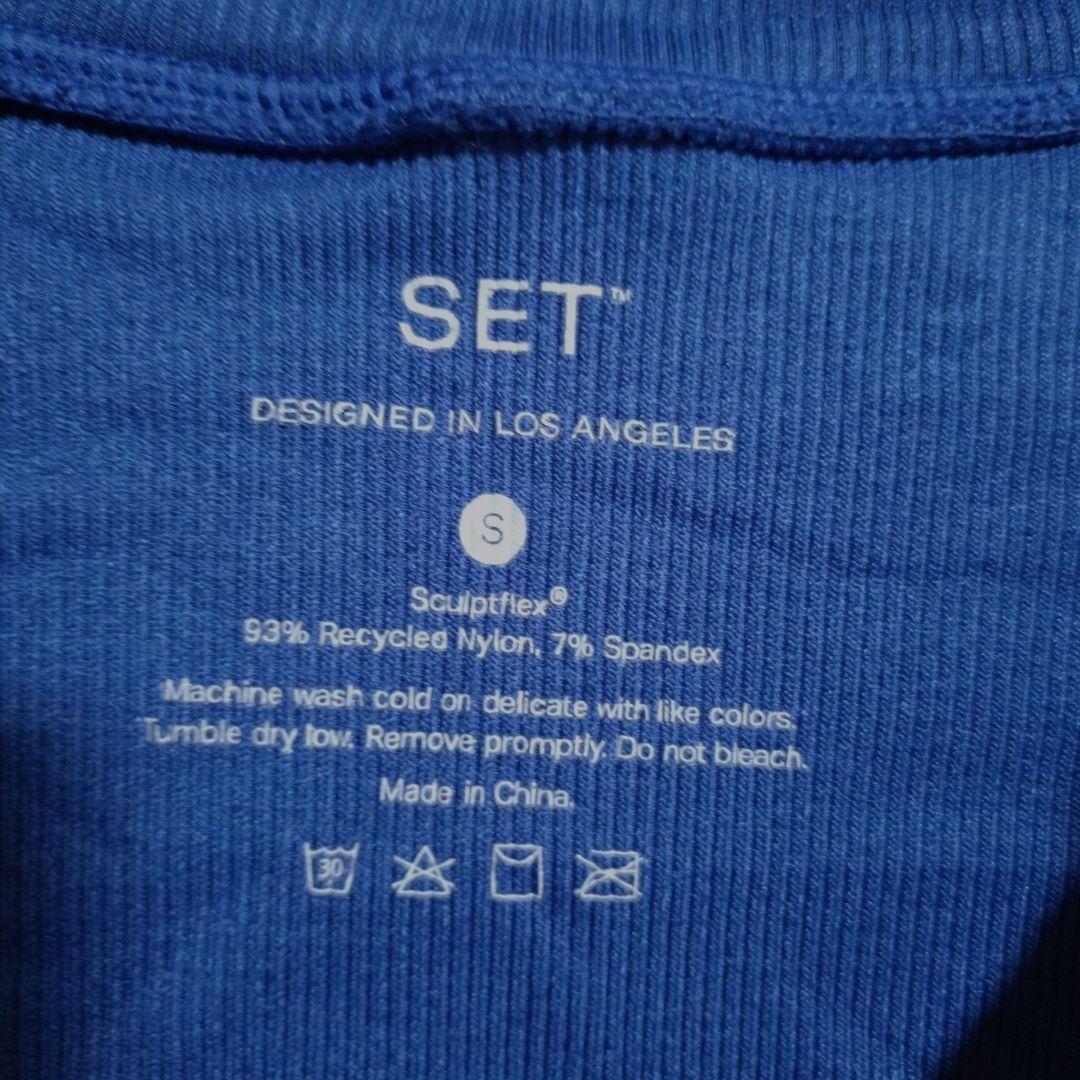 SET™
DESIGNED IN LOS ANGELES
S
Sculptflex®
93% Recycled Nylon, 7% Spandex
Machine wash cold on delicate with like colors.
Tumble dry low. Remove promptly. Do not bleach.
Made in China.
30